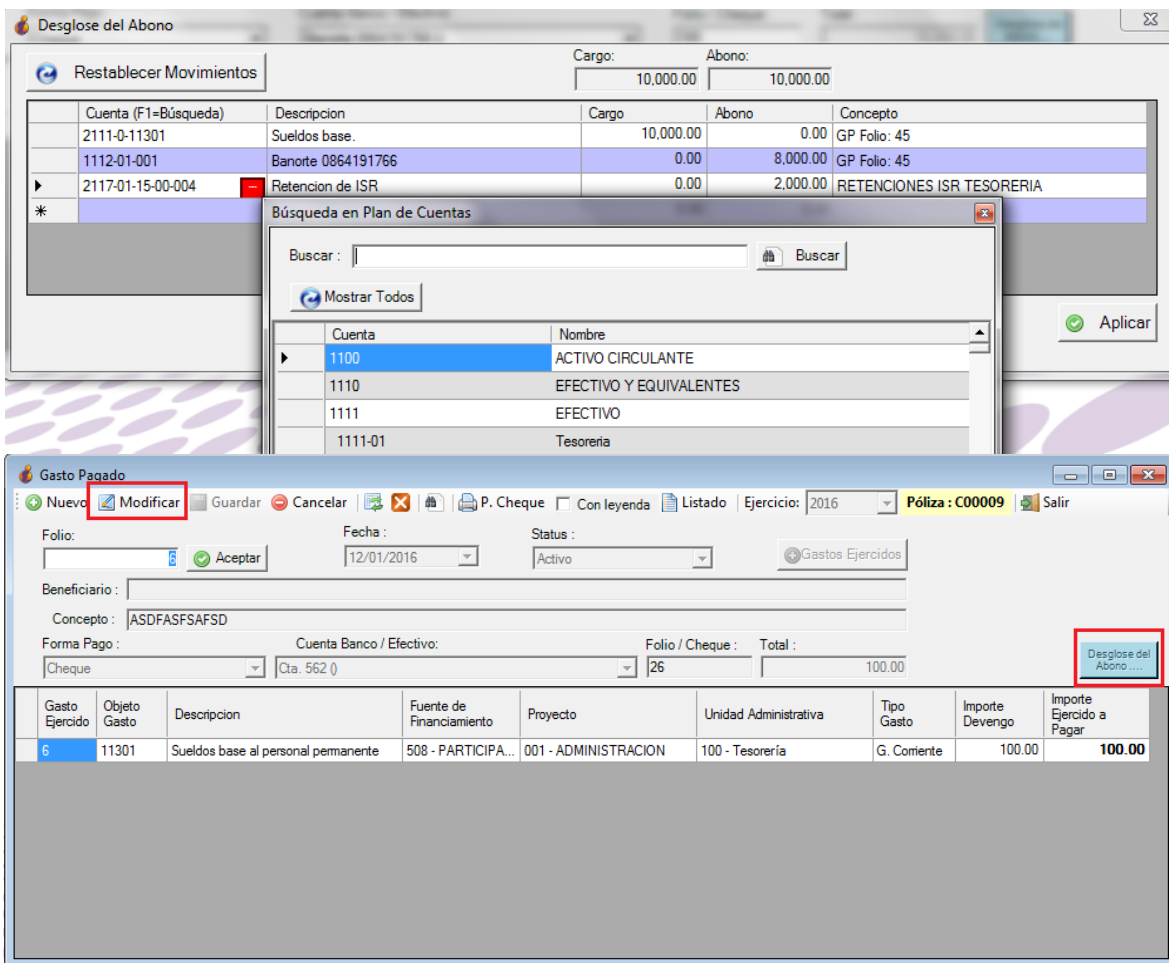 Desglose del Abono
Cargo: Abono:
Restablecer Movimientos 10,000.00 10,000.00
Cuenta (F1=Búsqueda) Descripcion Cargo Abono Concepto
2111-0-11301 Sueldos base. 10,000.00 0.00 GP Folio: 45
1112-01-001 Banorte 0864191766 0.00 8,000.00 GP Folio: 45
2117-01-15-00-004 ... Retencion de ISR 0.00 2,000.00 RETENCIONES ISR TESORERIA
Búsqueda en Plan de Cuentas
Buscar : Buscar
Mostrar Todos
Aplicar
Cuenta Nombre
1100 ACTIVO CIRCULANTE
1110 EFECTIVO Y EQUIVALENTES
1111 EFECTIVO
1111-01 Tesoreria
Gasto Pagado
Nuevo Modificar Guardar Cancelar P. Cheque Con leyenda Listado Ejercicio: 2016 Póliza : C00009 Salir
Folio: Fecha : Status :
6 Aceptar 12/01/2016 Activo Gastos Ejercidos
Beneficiario :
Concepto : ASDFASFSAFSD
Forma Pago : Cuenta Banco / Efectivo: Folio / Cheque : Total :
Cheque Cta. 562 () 26 100.00
Desglose del
Abono ....
Gasto Ejercido Objeto Gasto Descripcion Fuente de Financiamiento Proyecto Unidad Administrativa Tipo Gasto Importe Devengo Importe Ejercido a Pagar
6 11301 Sueldos base al personal permanente 508 - PARTICIPA... 001 - ADMINISTRACION 100 - Tesorería G. Corriente 100.00 100.00